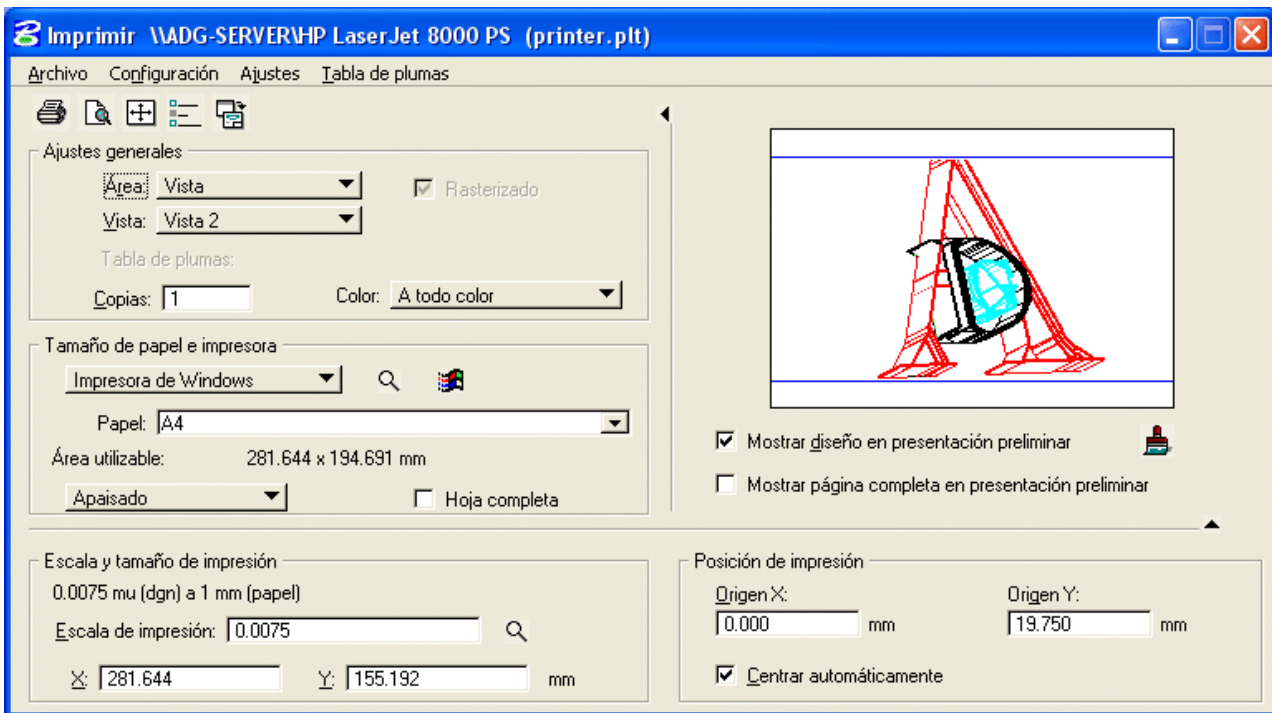 Imprimir \\ADG-SERVER\HP LaserJet 8000 PS (printer.plt)
Archivo Configuración Ajustes Tabla de plumas
Ajustes generales
Área: Vista
Rasterizado
Vista: Vista 2
Tabla de plumas:
Copias: 1
Color: A todo color
Tamaño de papel e impresora
Impresora de Windows
Papel: A4
Área utilizable: 281.644 x 194.691 mm
Apaisado
Hoja completa
Mostrar diseño en presentación preliminar
Mostrar página completa en presentación preliminar
Escala y tamaño de impresión
0.0075 mu (dgn) a 1 mm (papel)
Escala de impresión: 0.0075
X: 281.644 Y: 155.192 mm
Posición de impresión
Origen X: Origen Y:
0.000 mm 19.750 mm
Centrar automáticamente